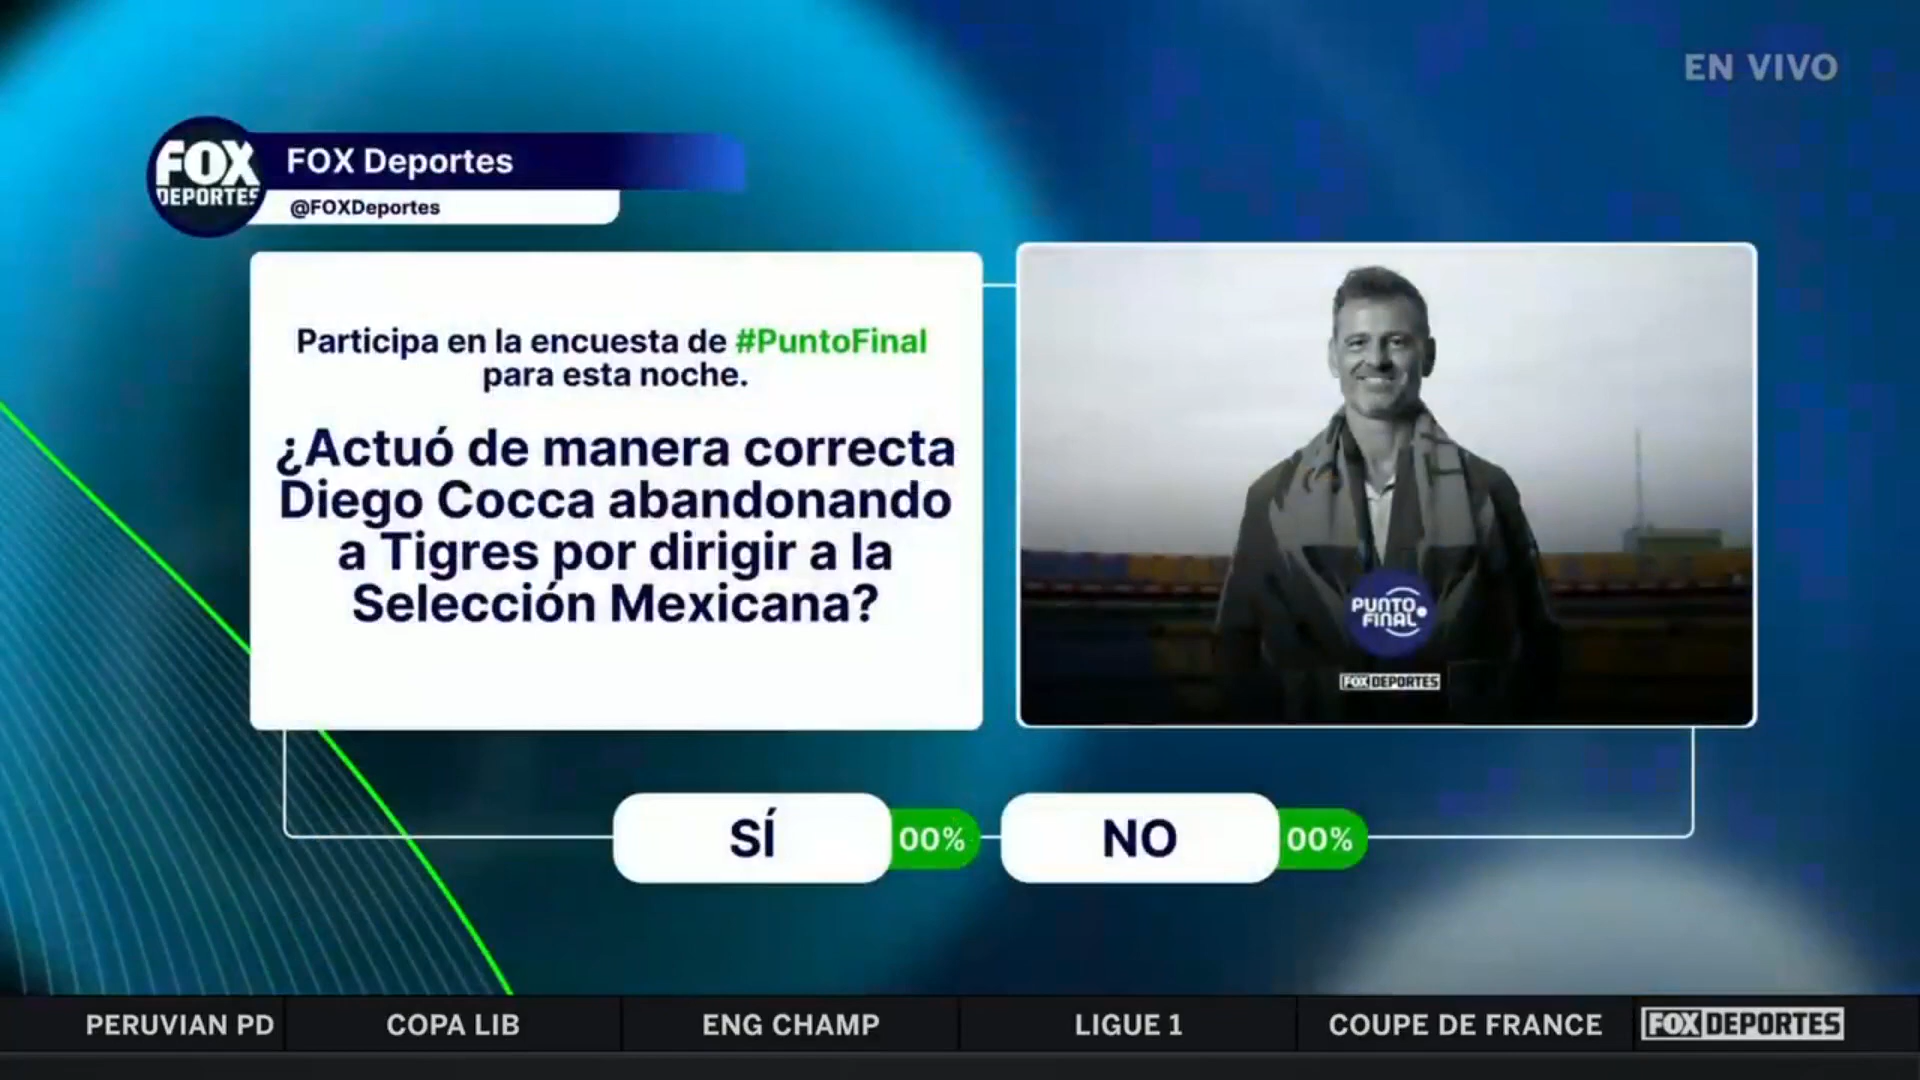 EN VIVO
FOX
DEPORTES
FOX Deportes
@FOXDeportes
Participa en la encuesta de #PuntoFinal
para esta noche.
¿Actuó de manera correcta
Diego Cocca abandonando
a Tigres por dirigir a la
Selección Mexicana?
PUNTO
FINAL
FOX DEPORTES
SÍ 00% NO 00%
PERUVIAN PD COPA LIB ENG CHAMP LIGUE 1 COUPE DE FRANCE FOX DEPORTES